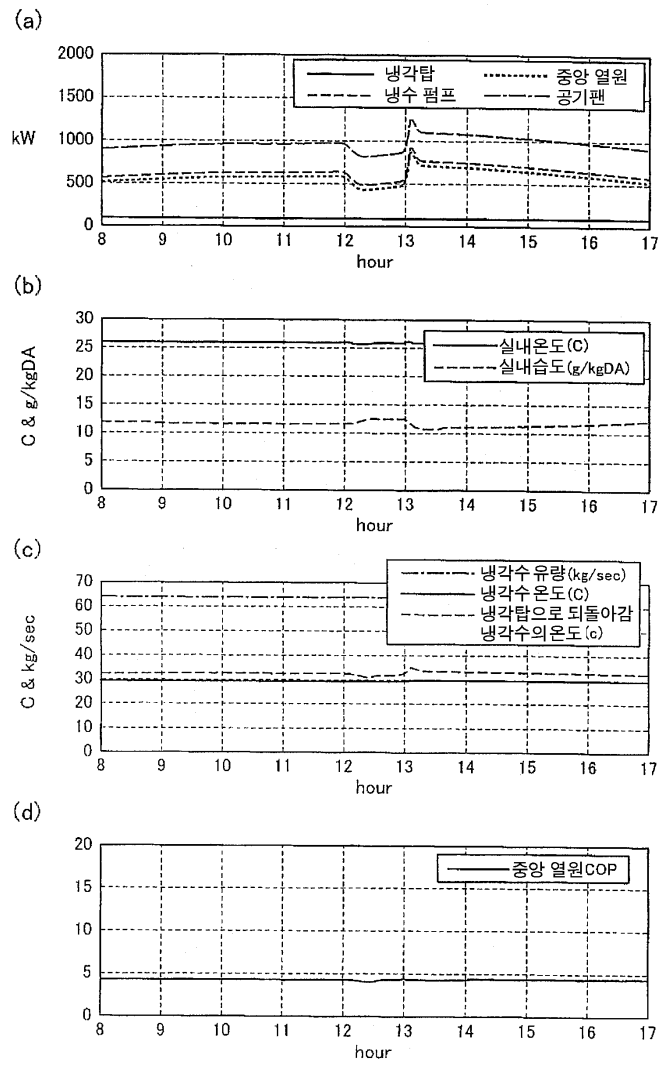 (a)
2000
1500
1000
500
0
kW
냉각탑
중앙 열원
냉수 펌프
공기팬
8 9 10 11 12 13 14 15 16 17
hour
(b)
30
25
20
15
10
5
0
C & g/kgDA
실내온도(C)
실내습도(g/kgDA)
8 9 10 11 12 13 14 15 16 17
hour
(c)
70
60
50
40
30
20
10
0
C & kg/sec
냉각수 유량(kg/sec)
냉각수 온도(C)
냉각탑으로 되돌아감
냉각수의 온도(c)
8 9 10 11 12 13 14 15 16 17
hour
(d)
20
15
10
5
0
중앙 열원COP
8 9 10 11 12 13 14 15 16 17
hour